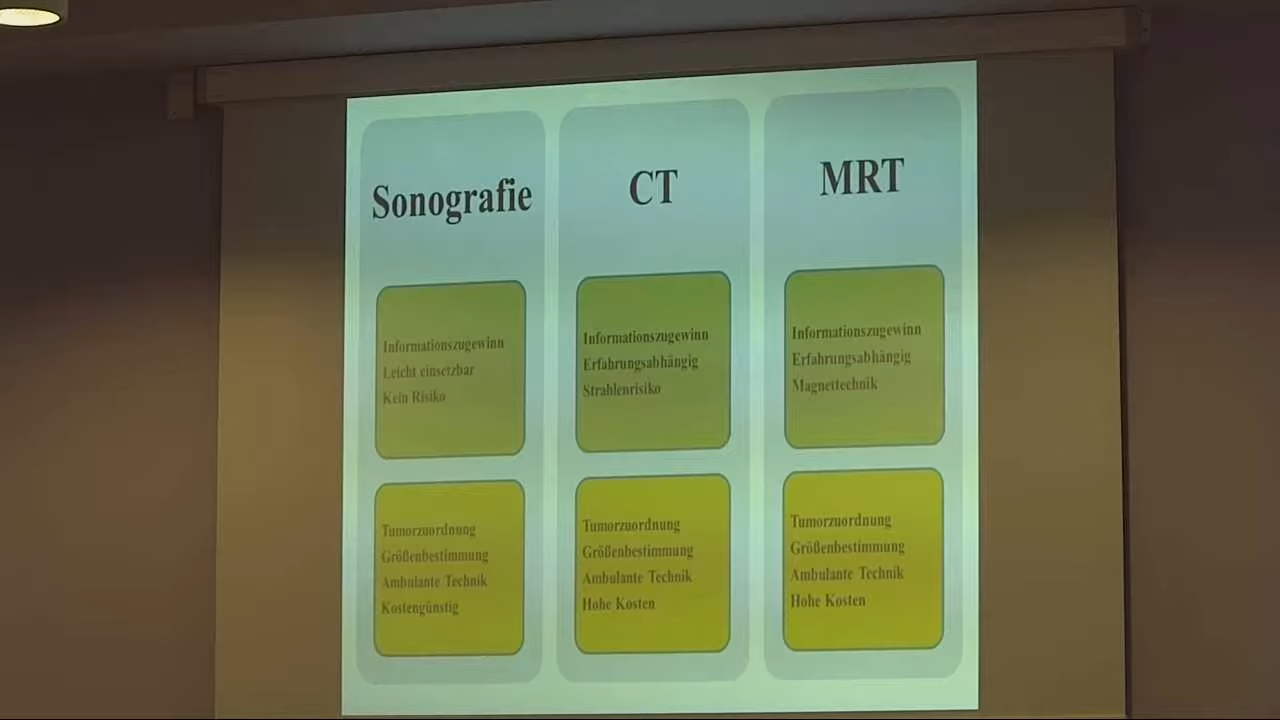 Sonografie
Informationszugewinn
Leicht einsetzbar
Kein Risiko
Tumorzuordnung
Größenbestimmung
Ambulante Technik
Kostengünstig
CT
Informationszugewinn
Erfahrungsabhängig
Strahlenrisiko
Tumorzuordnung
Größenbestimmung
Ambulante Technik
Hohe Kosten
MRT
Informationszugewinn
Erfahrungsabhängig
Magnettechnik
Tumorzuordnung
Größenbestimmung
Ambulante Technik
Hohe Kosten